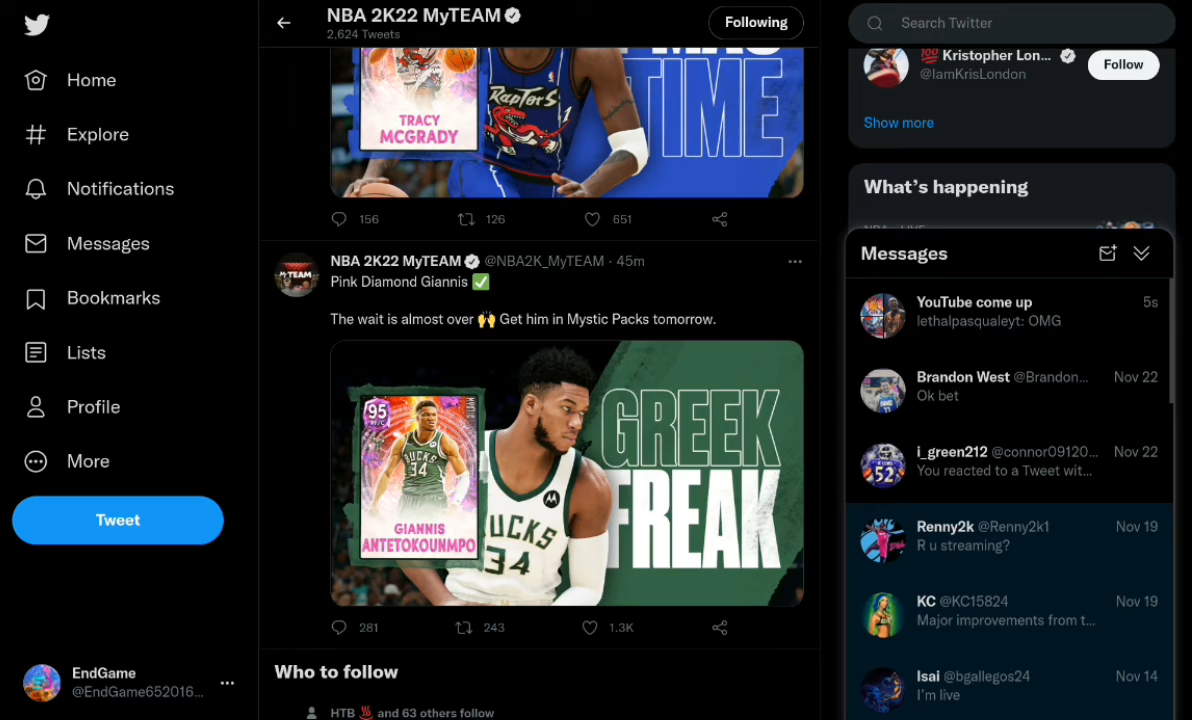 Home
Explore
Notifications
Messages
Bookmarks
Lists
Profile
More
Tweet
EndGame
@EndGame652016...
NBA 2K22 MyTEAM
2,624 Tweets
Following
TIME
RAPTORS
1
TRACY
MCGRADY
156
126
651
NBA 2K22 MyTEAM @NBA2K_MyTEAM · 45m
MyTEAM
Pink Diamond Giannis ✅
The wait is almost over 🙌 Get him in Mystic Packs tomorrow.
95
BUCKS
34
GIANNIS
ANTETOKOUNMPO
BUCKS
34
GREEK
FREAK
281
243
1.3K
Who to follow
HTB ♨️ and 63 others follow
Search Twitter
💯 Kristopher Lon...
@IamKrisLondon
Follow
Show more
What's happening
Messages
YouTube come up 5s
lethalpasqualeyt: OMG
Brandon West @Brandon... Nov 22
Ok bet
i_green212 @connor09120... Nov 22
52
You reacted to a Tweet wit...
Renny2k @Renny2k1 Nov 19
R u streaming?
KC @KC15824 Nov 19
Major improvements from t...
Isai @bgallegos24 Nov 14
I'm live